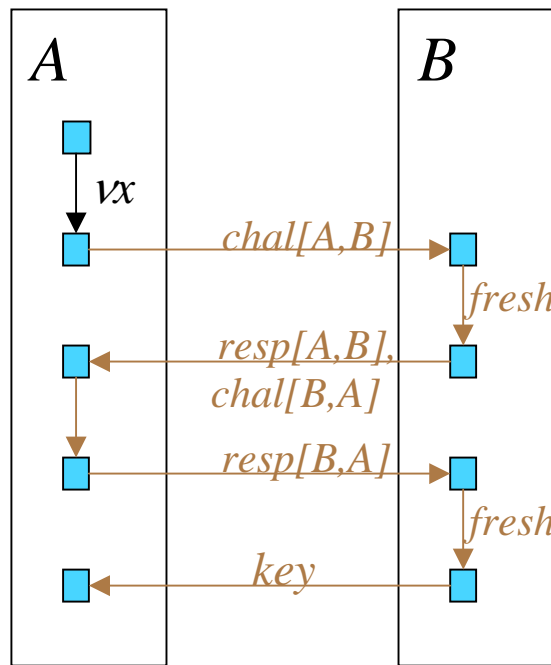 A
B
νx
chal[A,B]
fresh
resp[A,B],
chal[B,A]
resp[B,A]
fresh
key